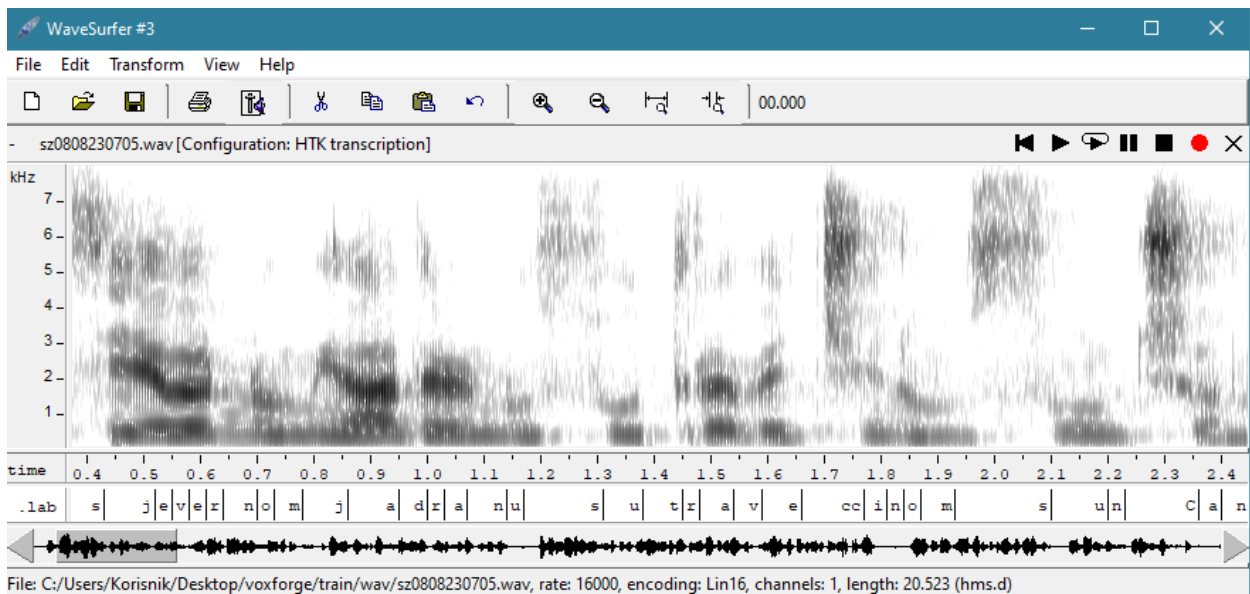 WaveSurfer #3
File Edit Transform View Help
00.000
- sz0808230705.wav [Configuration: HTK transcription]
kHz
7
6
5
4
3
2
1
time 0.4 0.5 0.6 0.7 0.8 0.9 1.0 1.1 1.2 1.3 1.4 1.5 1.6 1.7 1.8 1.9 2.0 2.1 2.2 2.3 2.4
.lab s j e v e r n o m j a d r a n u s u t r a v e cc i n o m s u n C a n
File: C:/Users/Korisnik/Desktop/voxforge/train/wav/sz0808230705.wav, rate: 16000, encoding: Lin16, channels: 1, length: 20.523 (hms.d)